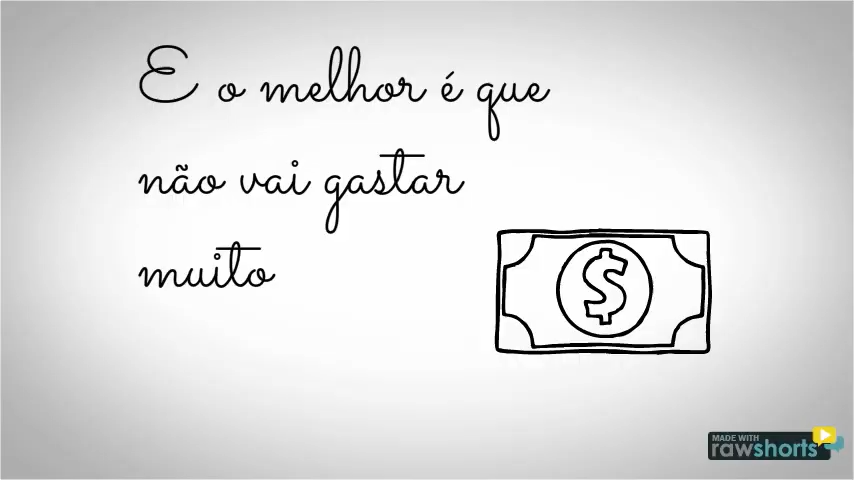 E o melhor é que
não vai gastar
muito
$
MADE WITH
rawshorts